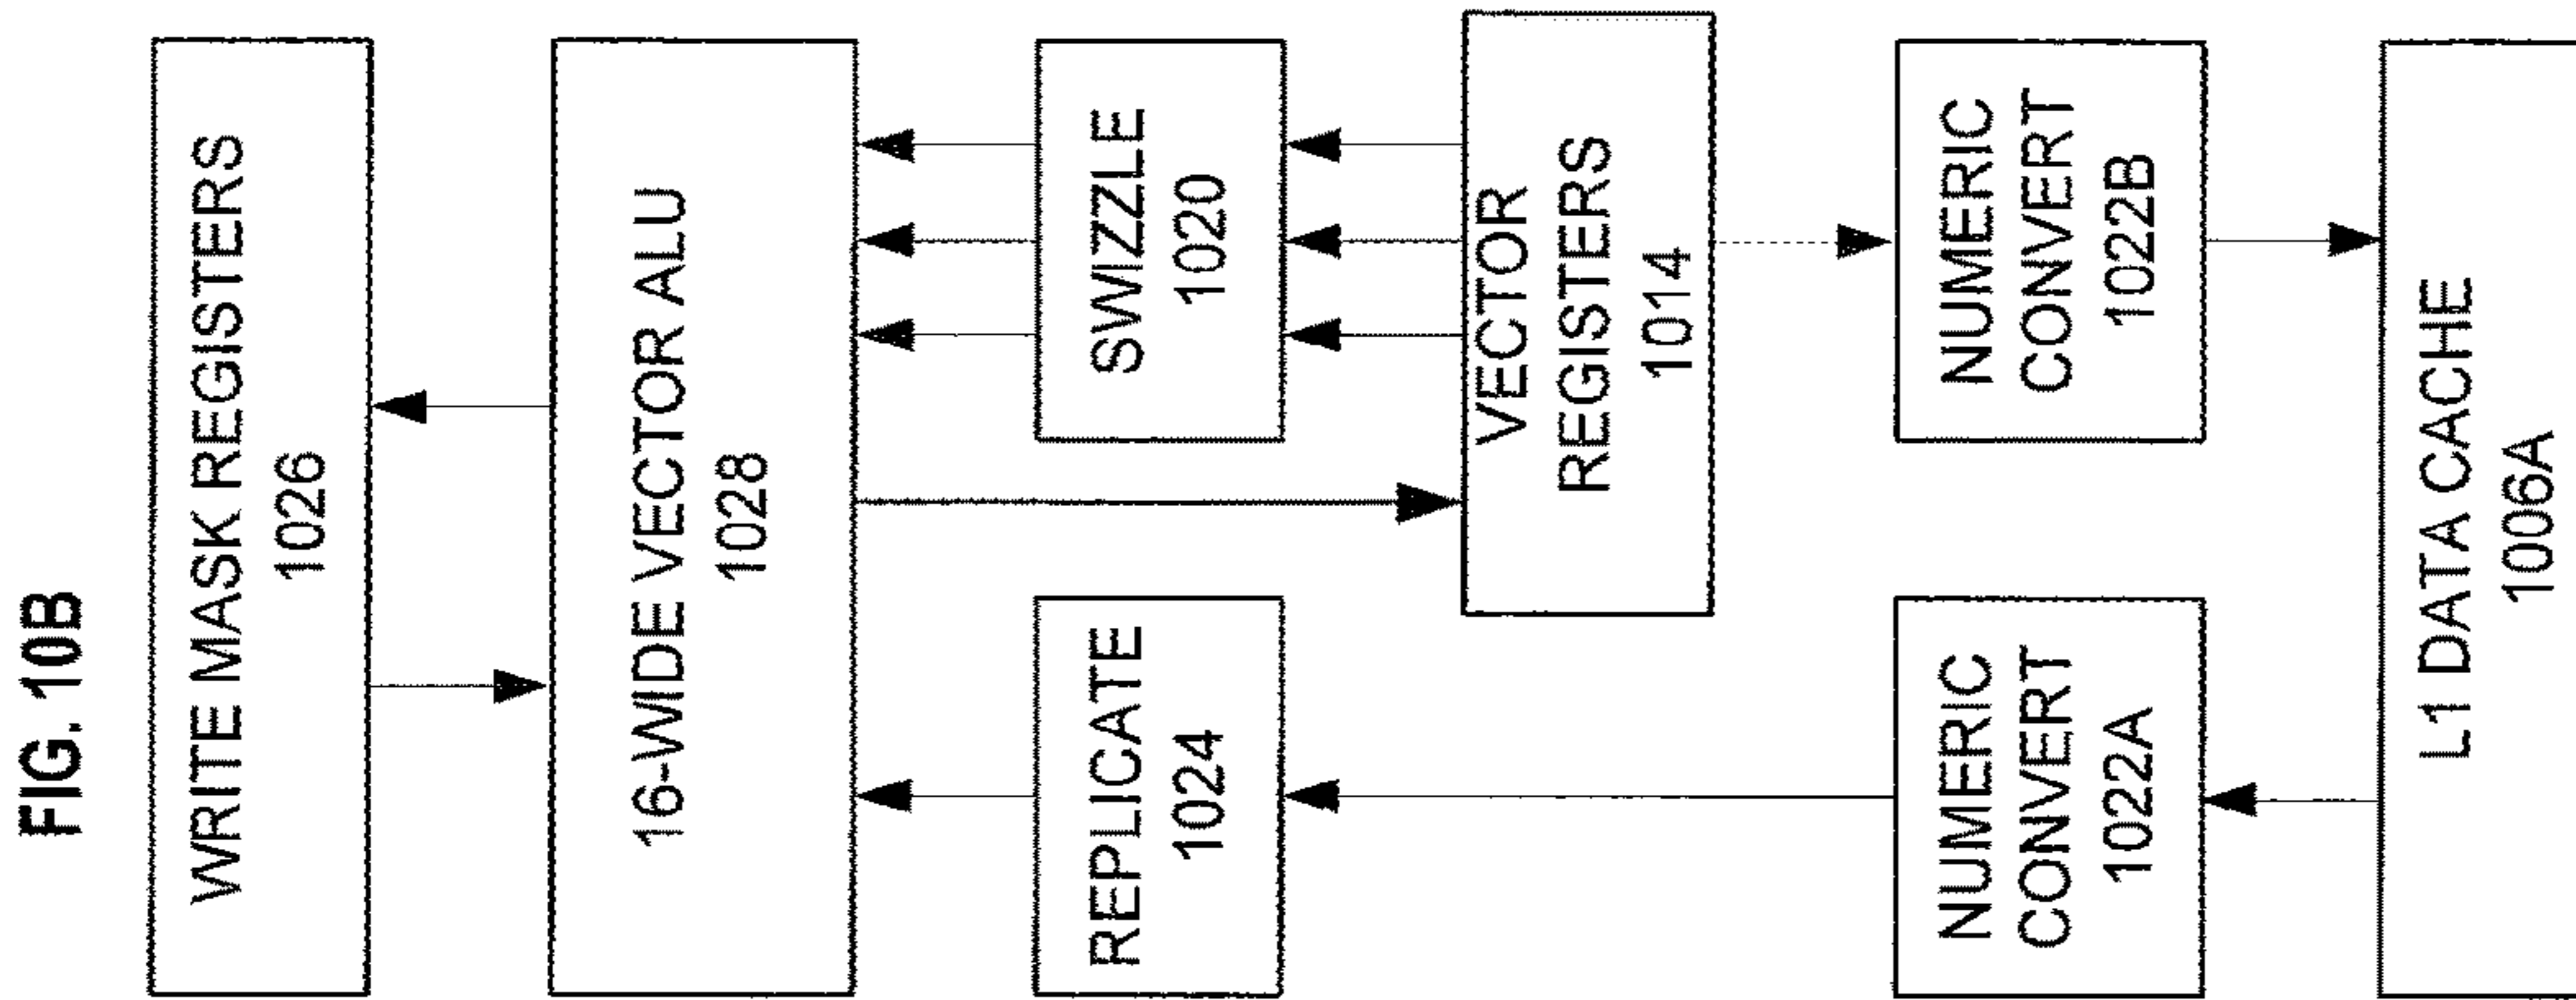 FIG. 10B
WRITE MASK REGISTERS
1026
16-WIDE VECTOR ALU
1028
REPLICATE
1024
SWIZZLE
1020
VECTOR
REGISTERS
1014
NUMERIC
CONVERT
1022A
NUMERIC
CONVERT
1022B
L1 DATA CACHE
1006A